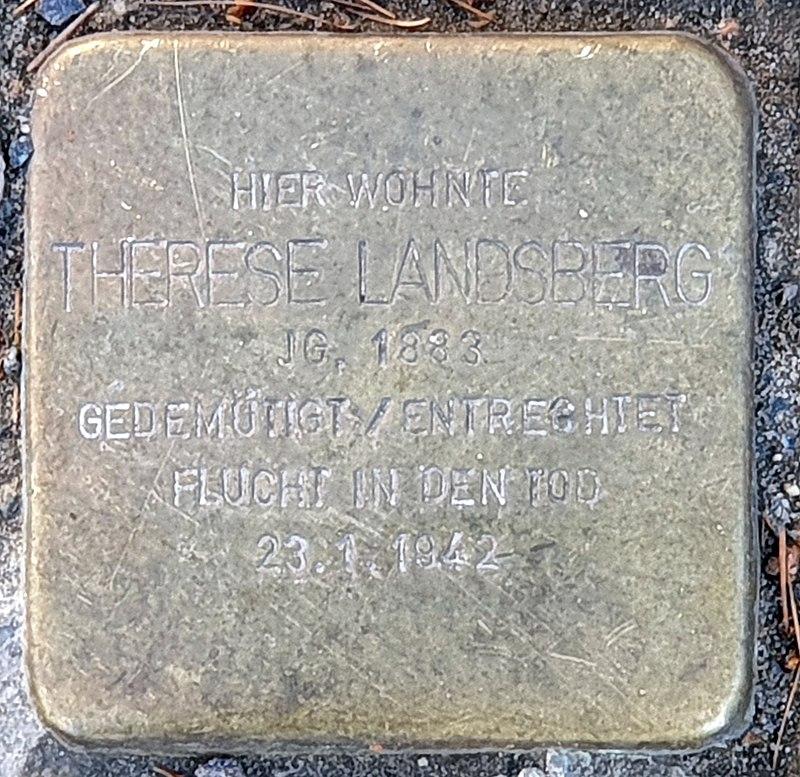 HIER WOHNTE
THERESE LANDSBERG
JG. 1883
GEDEMÜTIGT / ENTRECHTET
FLUCHT IN DEN TOD
23.1.1942